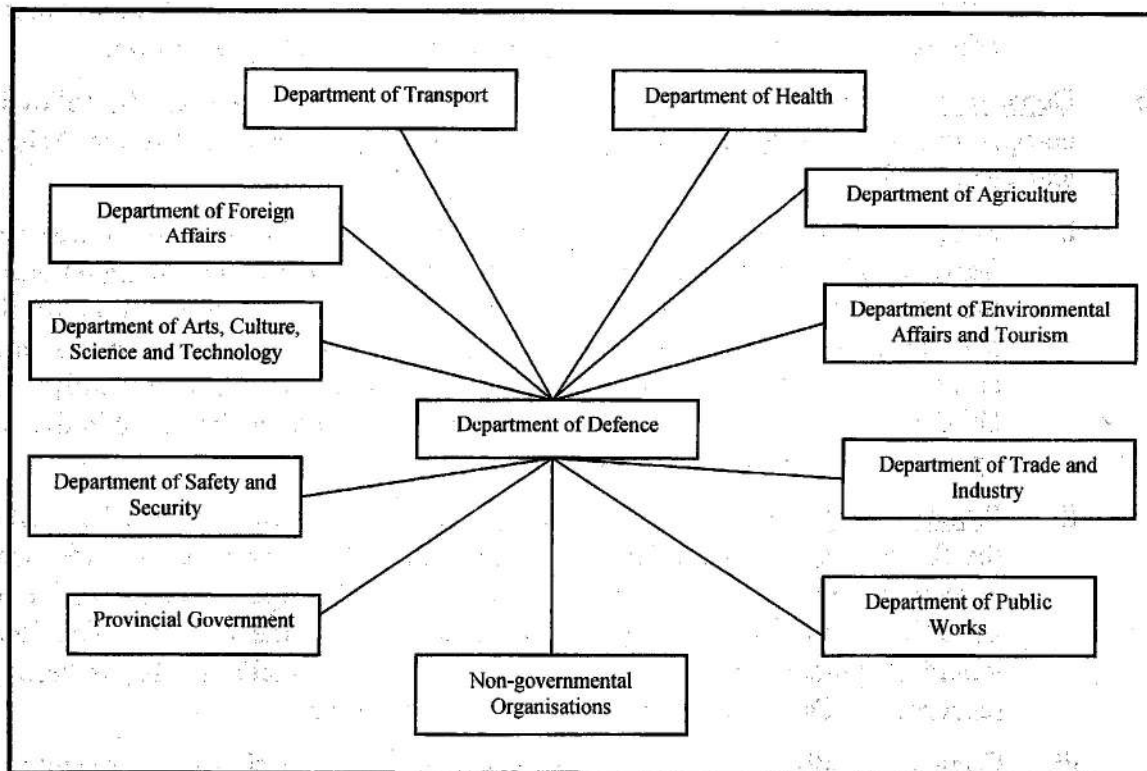 Department of Transport
Department of Health
Department of Foreign
Affairs
Department of Agriculture
Department of Arts, Culture,
Science and Technology
Department of Environmental
Affairs and Tourism
Department of Defence
Department of Safety and
Security
Department of Trade and
Industry
Provincial Government
Department of Public
Works
Non-governmental
Organisations